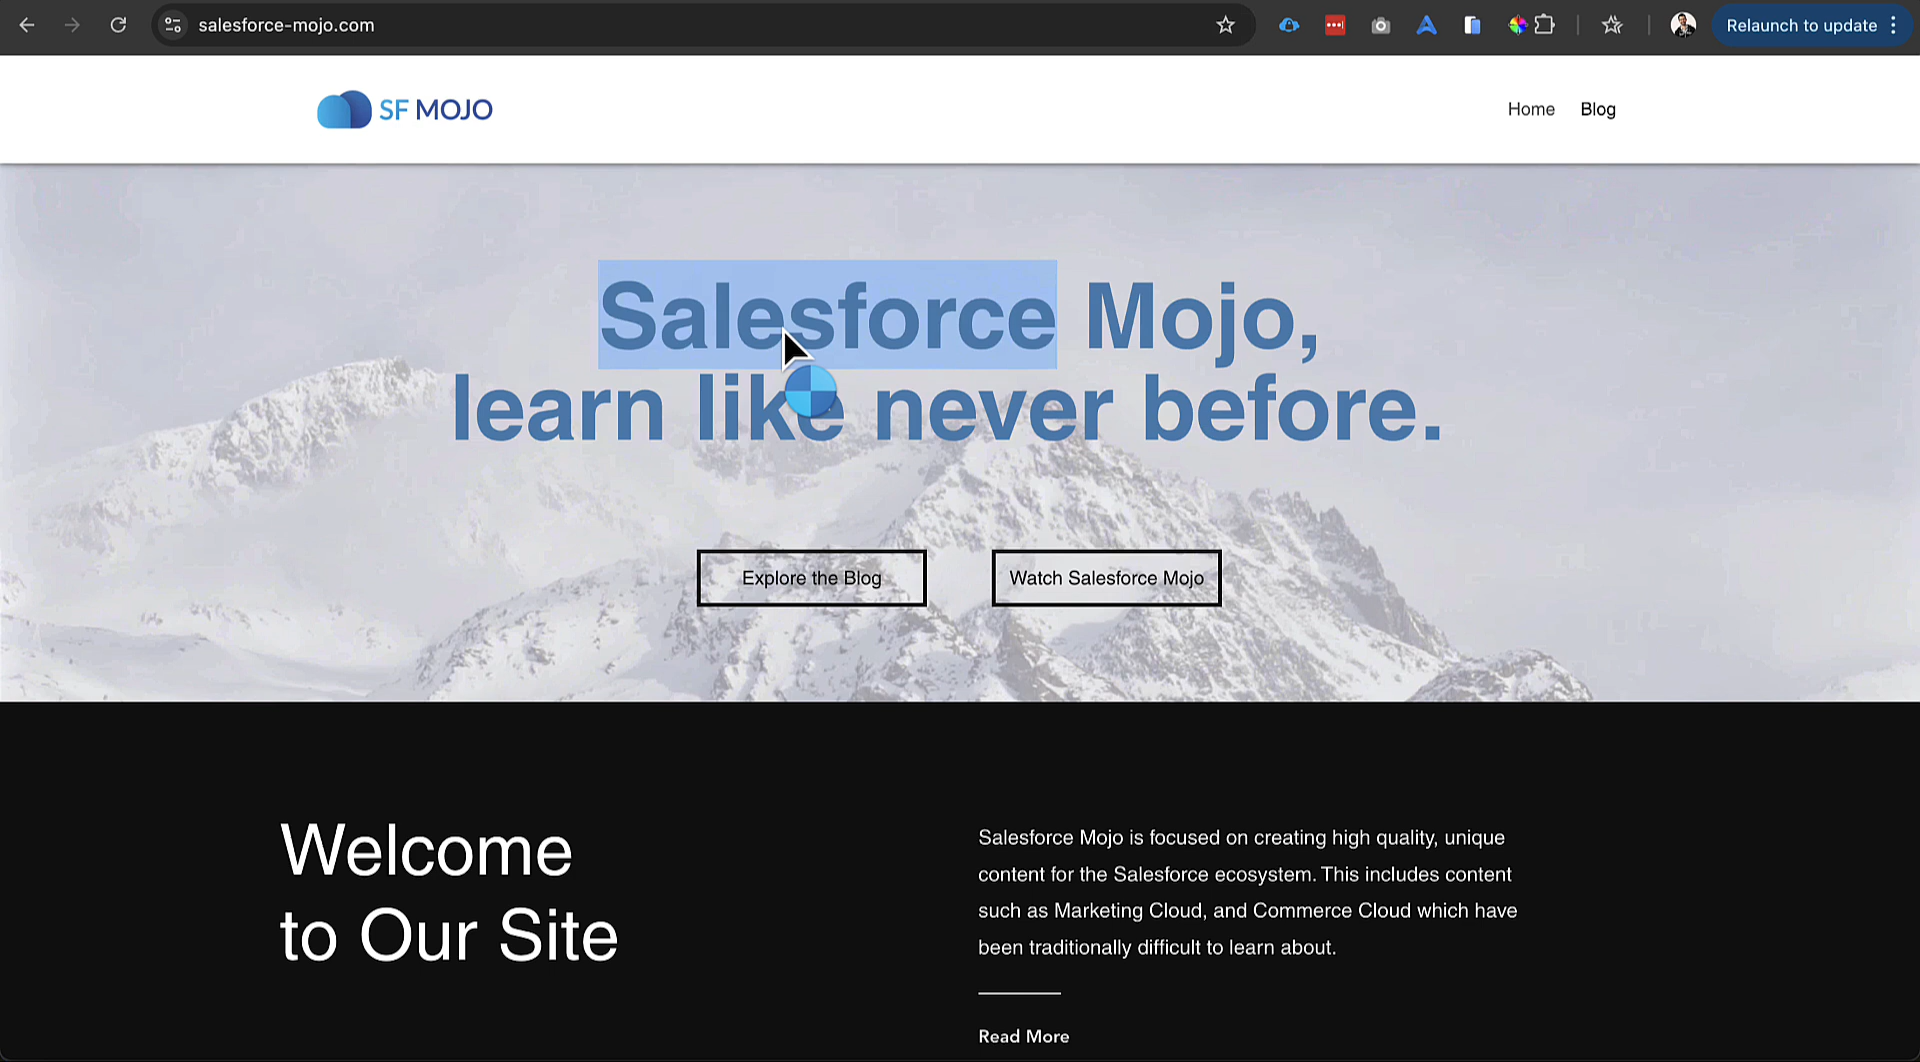 salesforce-mojo.com
Relaunch to update
SF MOJO
Home
Blog
Salesforce Mojo,
learn like never before.
Explore the Blog
Watch Salesforce Mojo
Welcome
to Our Site
Salesforce Mojo is focused on creating high quality, unique
content for the Salesforce ecosystem. This includes content
such as Marketing Cloud, and Commerce Cloud which have
been traditionally difficult to learn about.
Read More